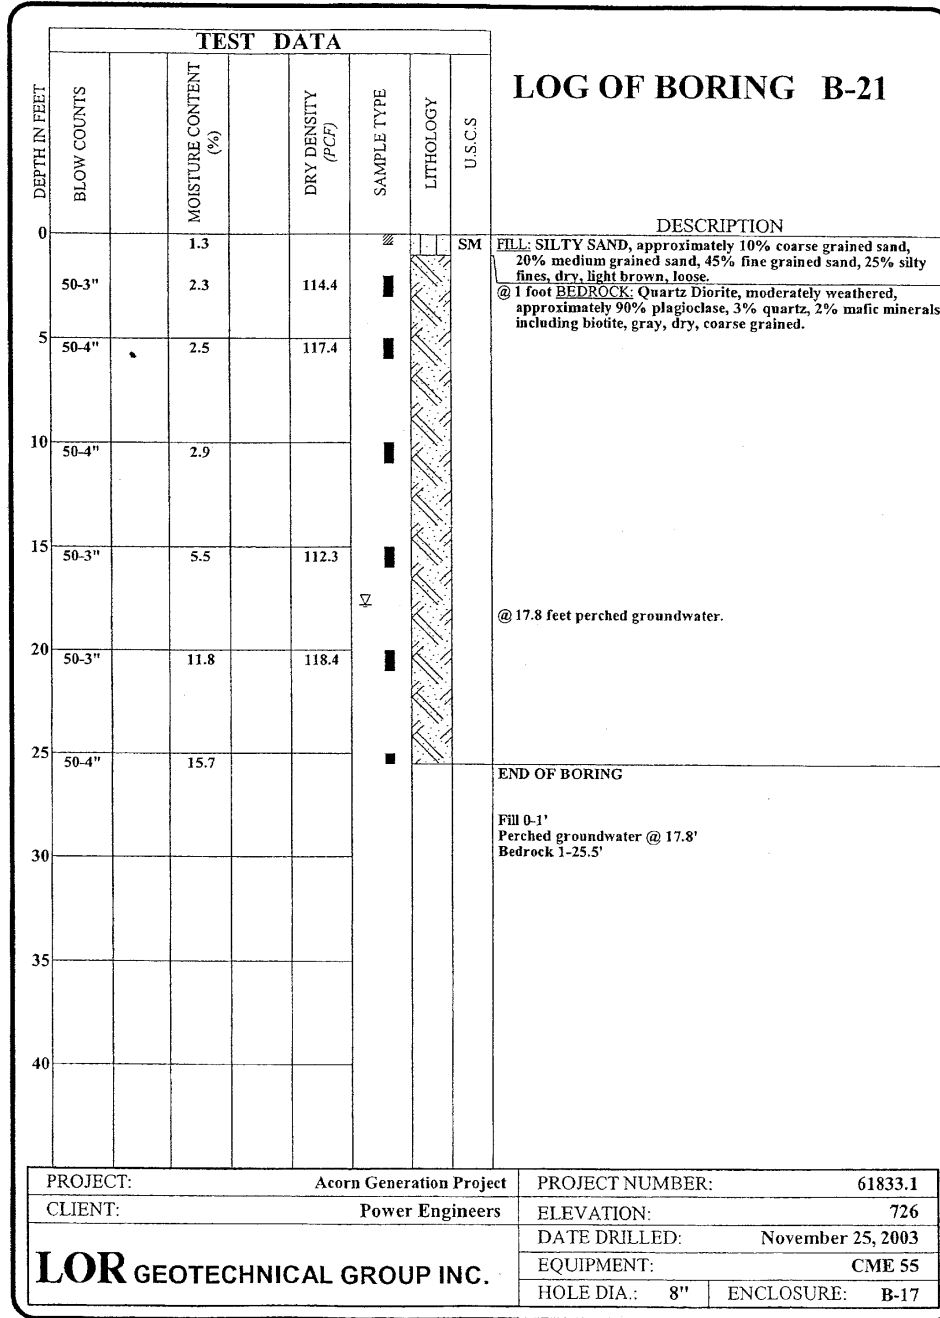 TEST DATA
LOG OF BORING B-21
DEPTH IN FEET
BLOW COUNTS
MOISTURE CONTENT
(%)
DRY DENSITY
(PCF)
SAMPLE TYPE
LITHOLOGY
U.S.C.S
DESCRIPTION
0
1.3
SM
FILL: SILTY SAND, approximately 10% coarse grained sand,
20% medium grained sand, 45% fine grained sand, 25% silty
fines, dry, light brown, loose.
50-3" 2.3 114.4
@ 1 foot BEDROCK: Quartz Diorite, moderately weathered,
approximately 90% plagioclase, 3% quartz, 2% mafic minerals
including biotite, gray, dry, coarse grained.
5
50-4" 2.5 117.4
10
50-4" 2.9
15
50-3" 5.5 112.3
@ 17.8 feet perched groundwater.
20
50-3" 11.8 118.4
25
50-4" 15.7
END OF BORING
Fill 0-1'
Perched groundwater @ 17.8'
Bedrock 1-25.5'
30
35
40
PROJECT: Acorn Generation Project
CLIENT: Power Engineers
LOR GEOTECHNICAL GROUP INC.
PROJECT NUMBER: 61833.1
ELEVATION: 726
DATE DRILLED: November 25, 2003
EQUIPMENT: CME 55
HOLE DIA.: 8" ENCLOSURE: B-17